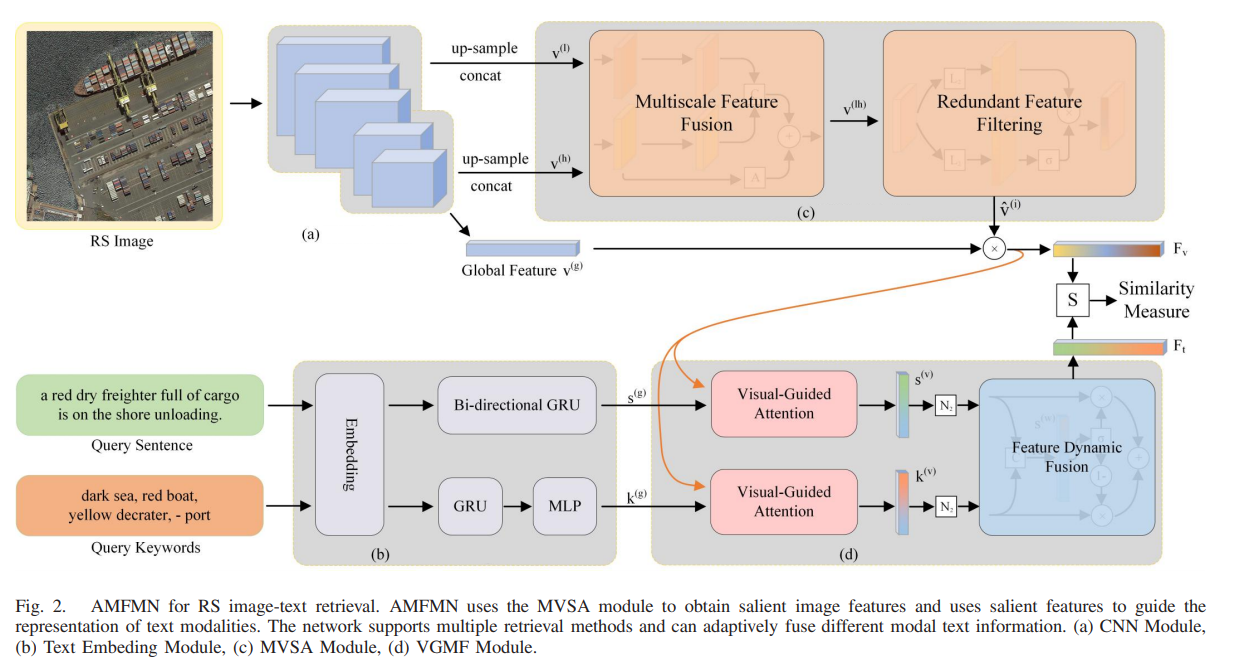 up-sample
concat
v(l)
up-sample
concat
v(h)
Multiscale Feature
Fusion
A
v(lh)
Redundant Feature
Filtering
L
L
σ
(c)
v̂(i)
RS Image
(a)
Global Feature v(g)
×
Fv
S
Similarity
Measure
Ft
a red dry freighter full of cargo
is on the shore unloading.
Query Sentence
dark sea, red boat,
yellow decrater, - port
Query Keywords
Embedding
Bi-directional GRU
GRU
MLP
(b)
s(g)
k(g)
Visual-Guided
Attention
Visual-Guided
Attention
s(v)
k(v)
N2
N2
Feature Dynamic
Fusion
(d)
Fig. 2. AMFMN for RS image-text retrieval. AMFMN uses the MVSA module to obtain salient image features and uses salient features to guide the
representation of text modalities. The network supports multiple retrieval methods and can adaptively fuse different modal text information. (a) CNN Module,
(b) Text Embeding Module, (c) MVSA Module, (d) VGMF Module.